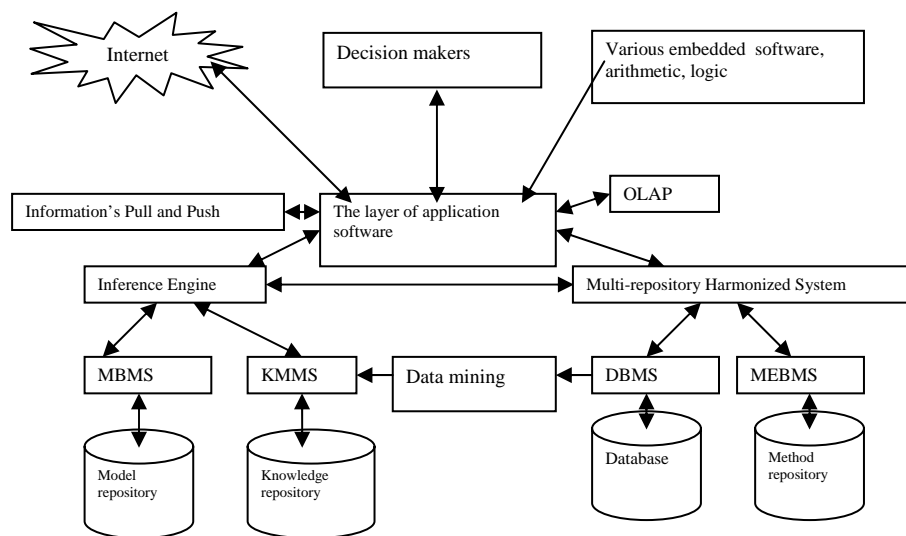 Internet
Decision makers
Various embedded software,
arithmetic, logic
Information's Pull and Push
The layer of application
software
OLAP
Inference Engine
Multi-repository Harmonized System
MBMS
KMMS
Data mining
DBMS
MEBMS
Model
repository
Knowledge
repository
Database
Method
repository